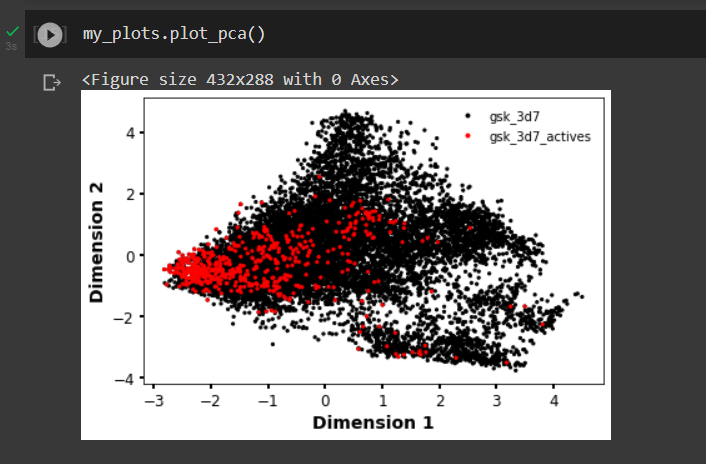 my_plots.plot_pca()
3s
<Figure size 432x288 with 0 Axes>
gsk_3d7
gsk_3d7_actives
4
2
0
−2
−4
Dimension 2
−3 −2 −1 0 1 2 3 4
Dimension 1